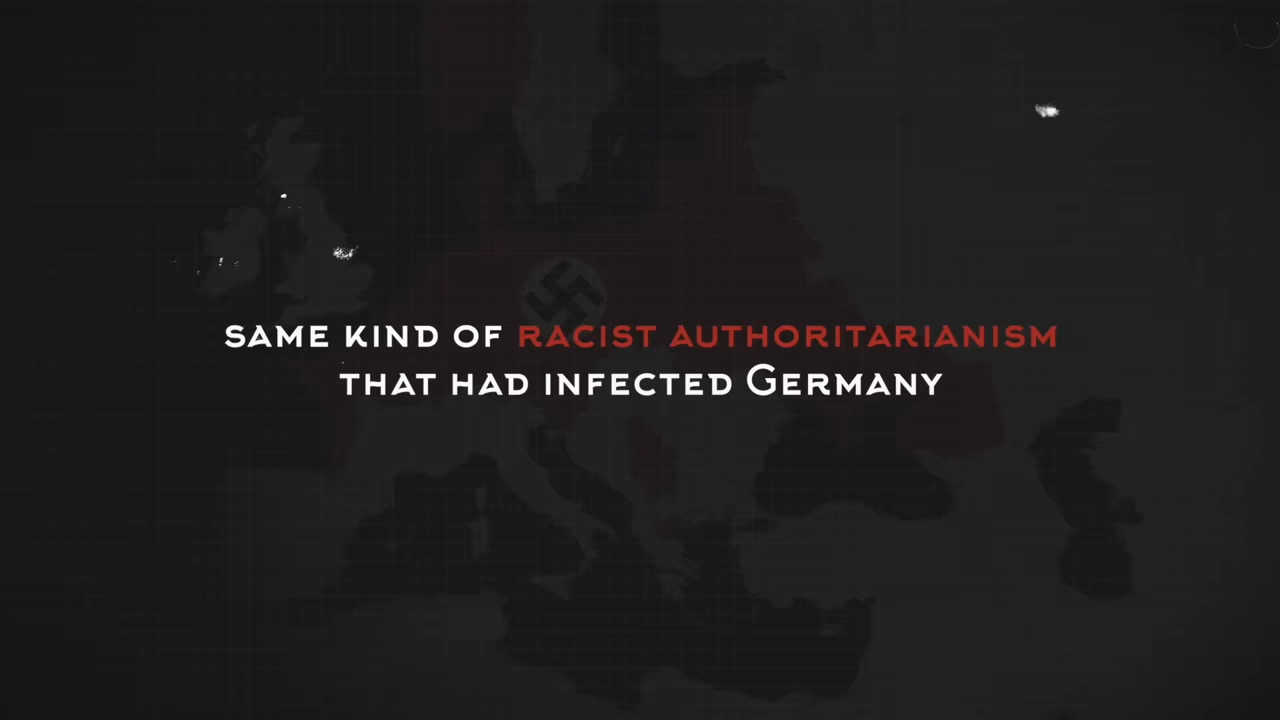 SAME KIND OF RACIST AUTHORITARIANISM
THAT HAD INFECTED GERMANY